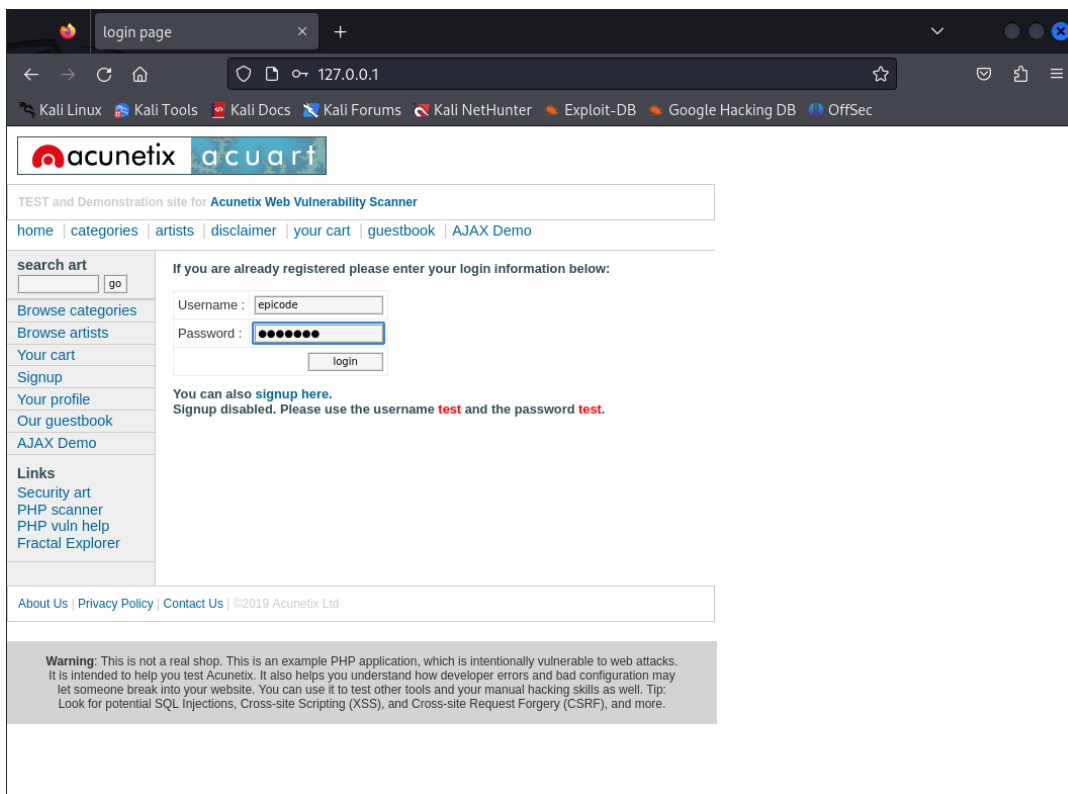 login page
127.0.0.1
Kali Linux Kali Tools Kali Docs Kali Forums Kali NetHunter Exploit-DB Google Hacking DB OffSec
acunetix acuart
TEST and Demonstration site for Acunetix Web Vulnerability Scanner
home | categories | artists | disclaimer | your cart | guestbook | AJAX Demo
search art
go
Browse categories
Browse artists
Your cart
Signup
Your profile
Our guestbook
AJAX Demo
Links
Security art
PHP scanner
PHP vuln help
Fractal Explorer
If you are already registered please enter your login information below:
Username : epicode
Password : ●●●●●●●
login
You can also signup here.
Signup disabled. Please use the username test and the password test.
About Us | Privacy Policy | Contact Us | ©2019 Acunetix Ltd
Warning: This is not a real shop. This is an example PHP application, which is intentionally vulnerable to web attacks.
It is intended to help you test Acunetix. It also helps you understand how developer errors and bad configuration may
let someone break into your website. You can use it to test other tools and your manual hacking skills as well. Tip:
Look for potential SQL Injections, Cross-site Scripting (XSS), and Cross-site Request Forgery (CSRF), and more.